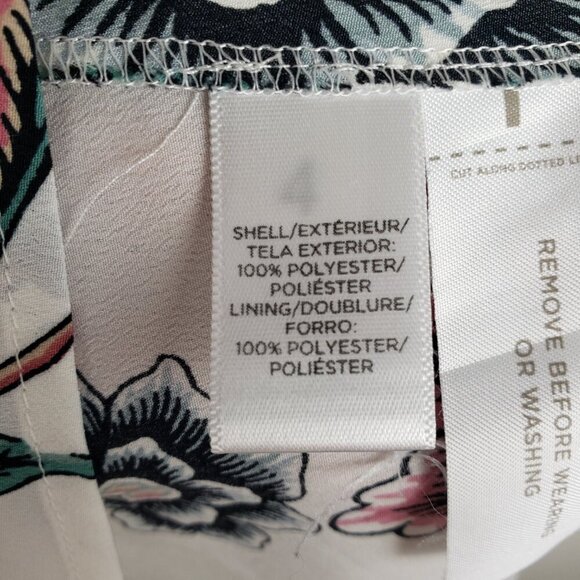 4
SHELL/EXTÉRIEUR/
TELA EXTERIOR:
100% POLYESTER/
POLIÉSTER
LINING/DOUBLURE/
FORRO:
100% POLYESTER/
POLIÉSTER
CUT ALONG DOTTED
REMOVE BEFORE WEARING
OR WASHING